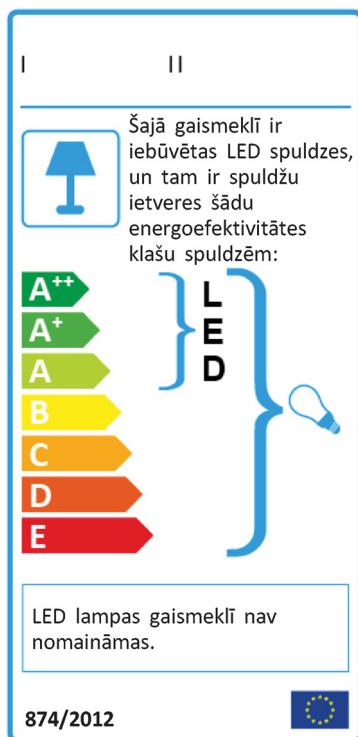 I II
Šajā gaismeklī ir
iebūvētas LED spuldzes,
un tam ir spuldžu
ietveres šādu
energoefektivitātes
klašu spuldzēm:
A++
A+
A
B
C
D
E
L
E
D
LED lampas gaismeklī nav
nomaināmas.
874/2012